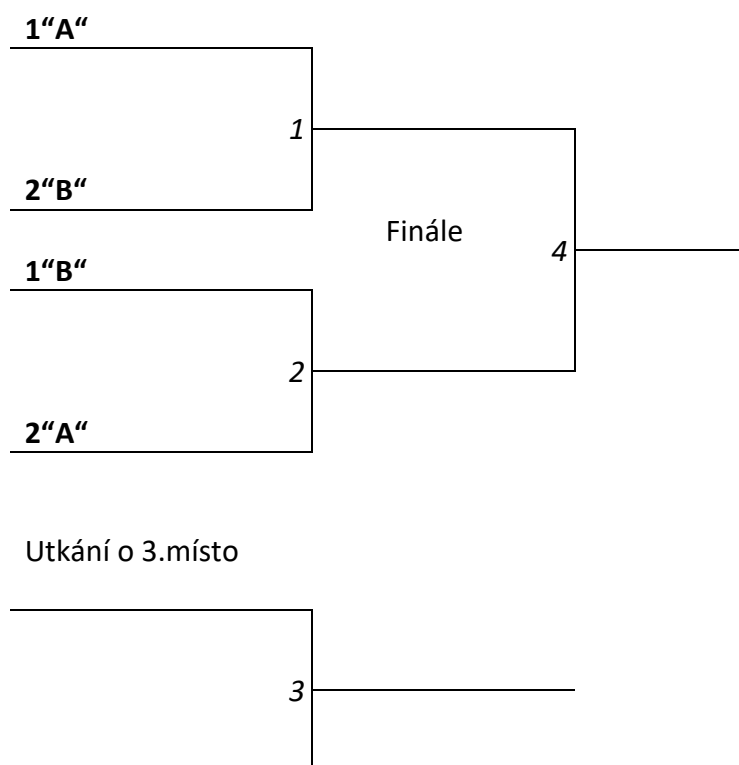 1“A“
1
2“B“
Finále
4
1“B“
2
2“A“
Utkání o 3.místo
3